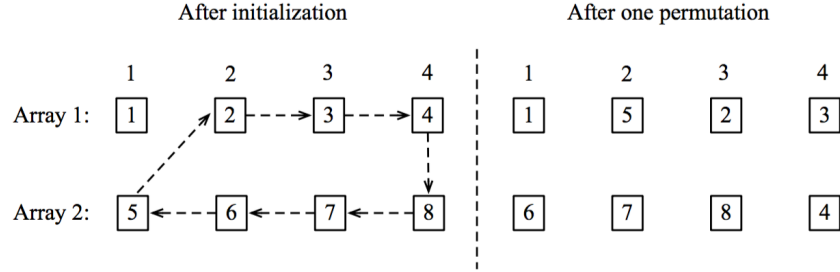 After initialization After one permutation
1 2 3 4 1 2 3 4
Array 1: 1 2 3 4 1 5 2 3
Array 2: 5 6 7 8 6 7 8 4